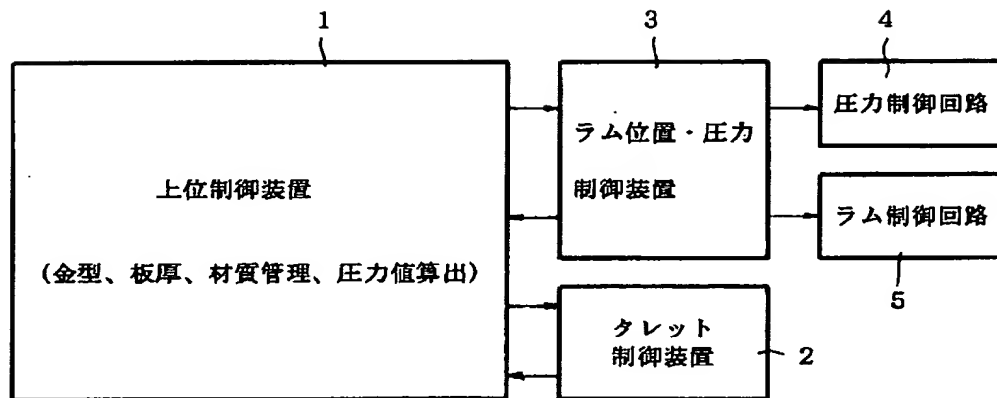 1
上位制御装置
(金型、板厚、材質管理、圧力値算出)
3
ラム位置・圧力
制御装置
4
圧力制御回路
ラム制御回路
5
タレット
制御装置
2